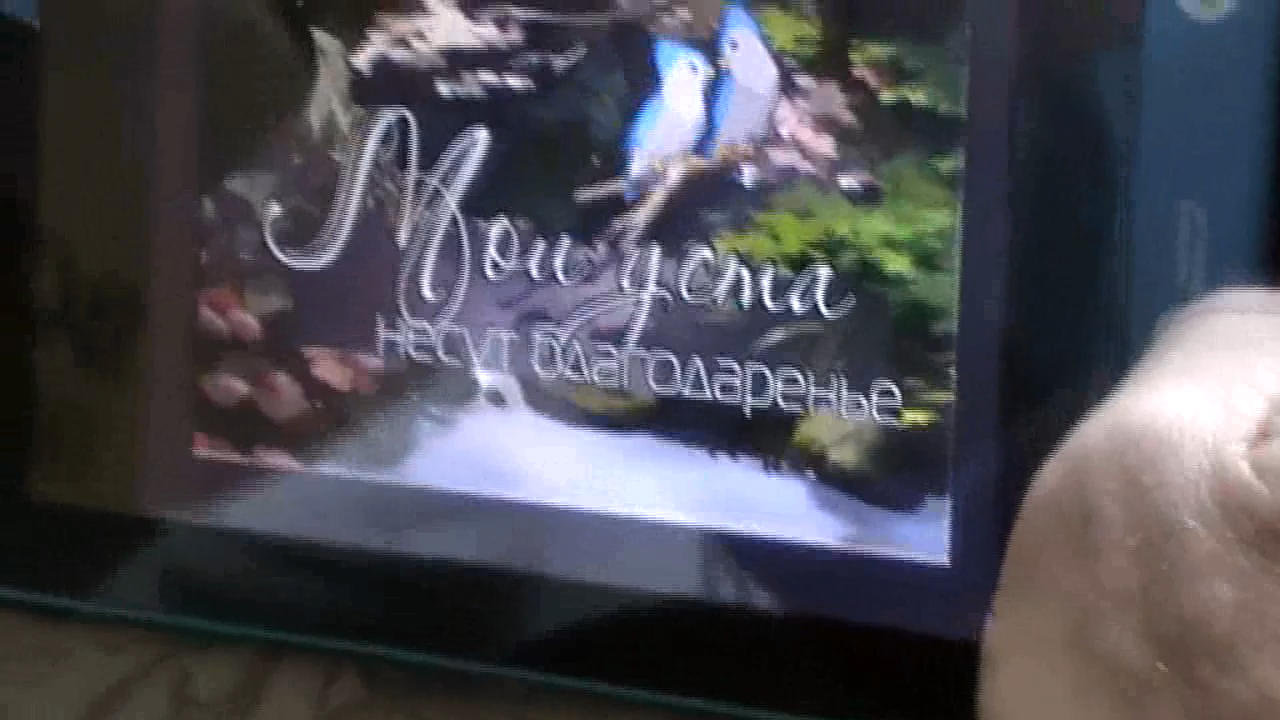 Мои уста
несут благодаренье